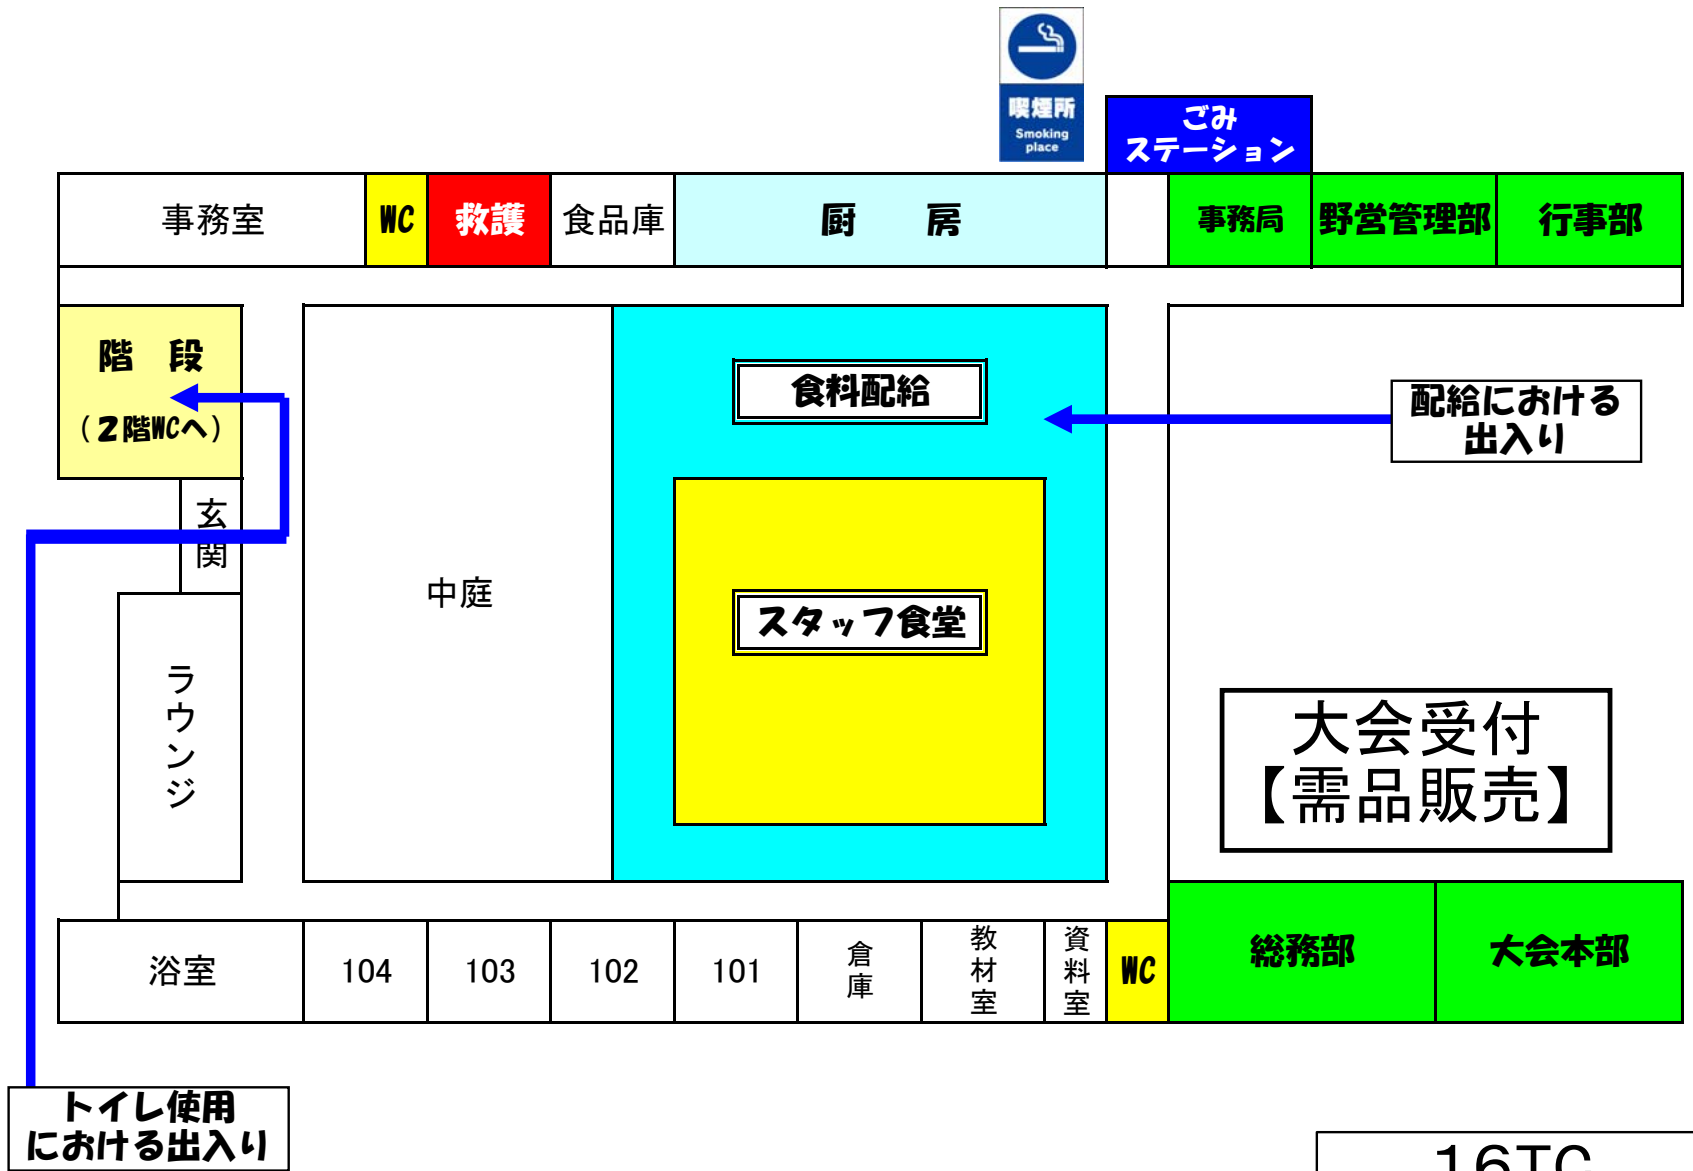 喫煙所
Smoking
place
ごみ
ステーション
事務室
WC
救護
食品庫
厨　房
事務局
野営管理部
行事部
階　段
(２階WCへ)
食料配給
配給における
出入り
玄関
中庭
スタッフ食堂
ラウンジ
大会受付
【需品販売】
浴室
104
103
102
101
倉庫
教材室
資料室
WC
総務部
大会本部
トイレ使用
における出入り
16TC